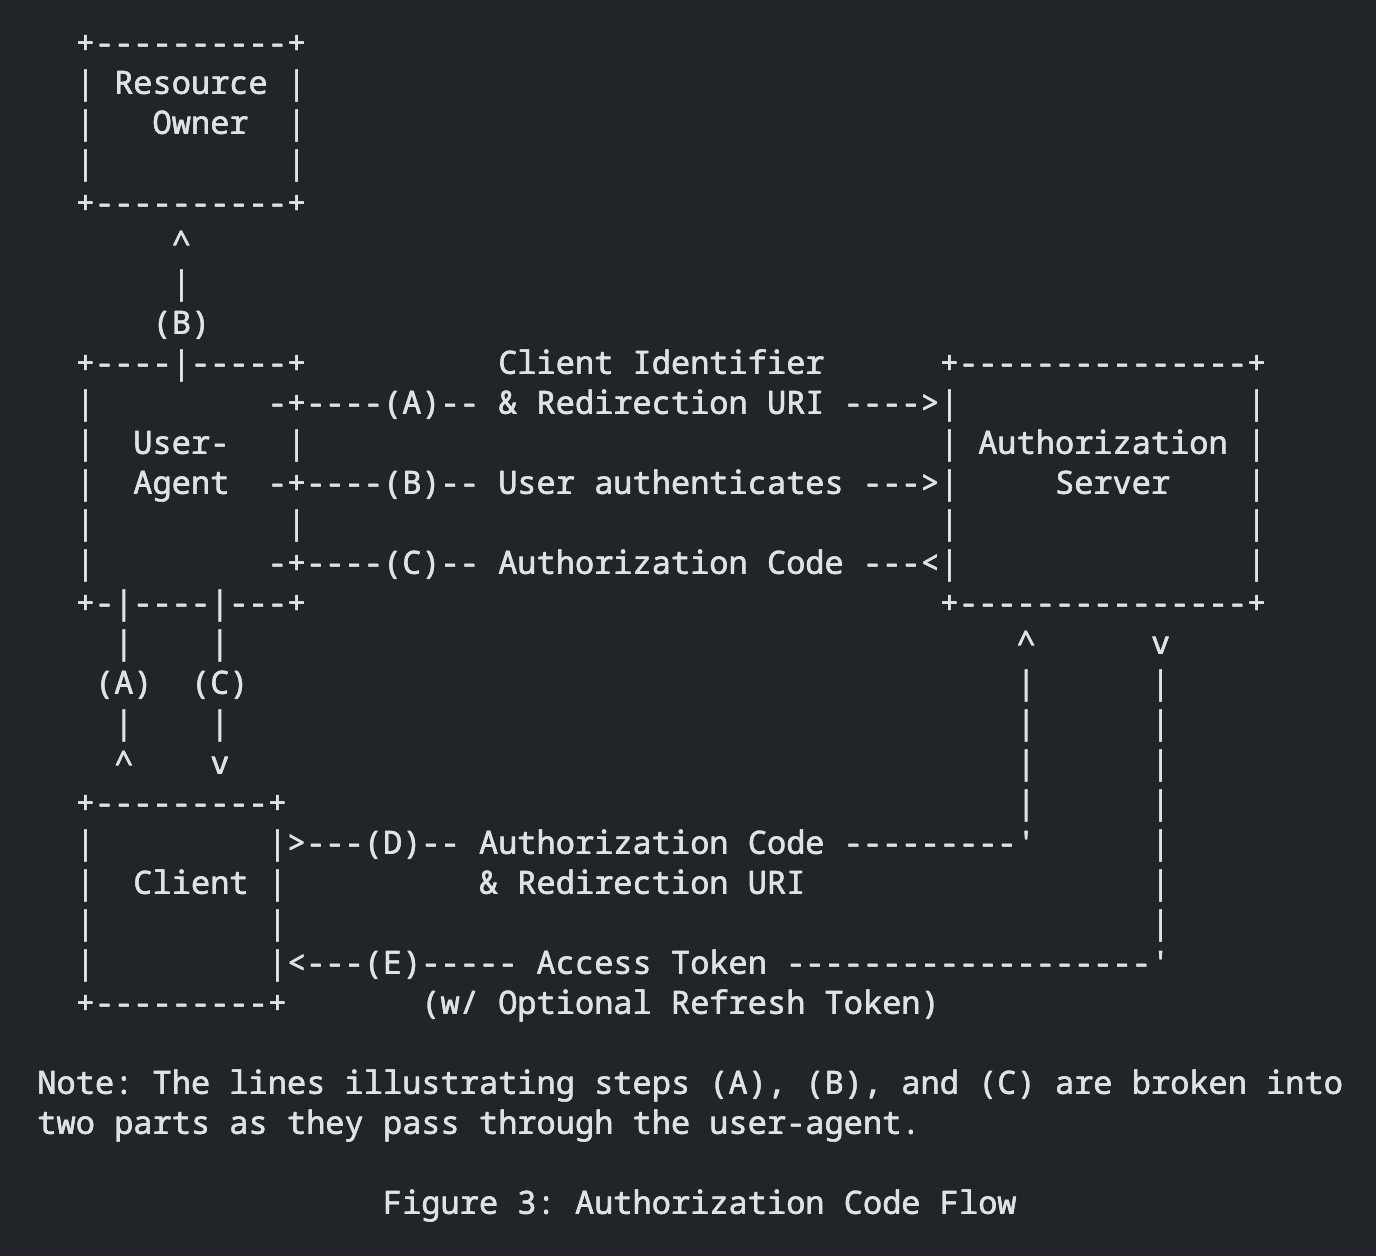 +----------+
| Resource |
|   Owner  |
|          |
+----------+
     ^
     |
    (B)
+----|-----+          Client Identifier      +---------------+
|         -+----(A)-- & Redirection URI ---->|               |
|  User-   |                                 | Authorization |
|  Agent  -+----(B)-- User authenticates --->|     Server    |
|          |                                 |               |
|         -+----(C)-- Authorization Code ---<|               |
+-|----|---+                                 +---------------+
  |    |                                         ^      v
 (A)  (C)                                        |      |
  |    |                                         |      |
  ^    v                                         |      |
+---------+                                      |      |
|         |>---(D)-- Authorization Code ---------'      |
|  Client |          & Redirection URI                  |
|         |                                             |
|         |<---(E)----- Access Token -------------------'
+---------+       (w/ Optional Refresh Token)
Note: The lines illustrating steps (A), (B), and (C) are broken into
two parts as they pass through the user-agent.
Figure 3: Authorization Code Flow